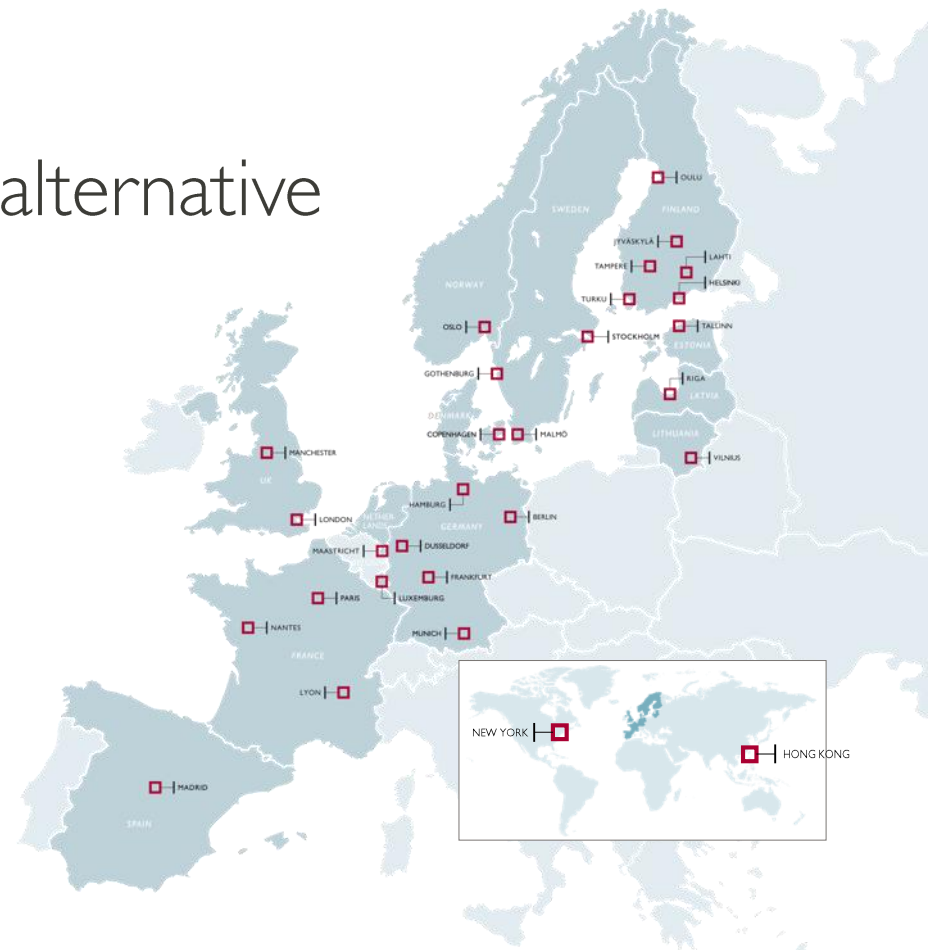 alternative
OULU
SWEDEN
FINLAND
JYVÄSKYLÄ
LAHTI
TAMPERE
HELSINKI
NORWAY
TURKU
OSLO
TALLINN
STOCKHOLM
ESTONIA
GOTHENBURG
RIGA
LATVIA
DENMARK
COPENHAGEN
MALMÖ
LITHUANIA
MANCHESTER
VILNIUS
UK
HAMBURG
LONDON
NETHER-
LANDS
BERLIN
GERMANY
MAASTRICHT
DUSSELDORF
FRANKFURT
PARIS
LUXEMBURG
NANTES
MUNICH
FRANCE
LYON
NEW YORK
HONG KONG
MADRID
SPAIN